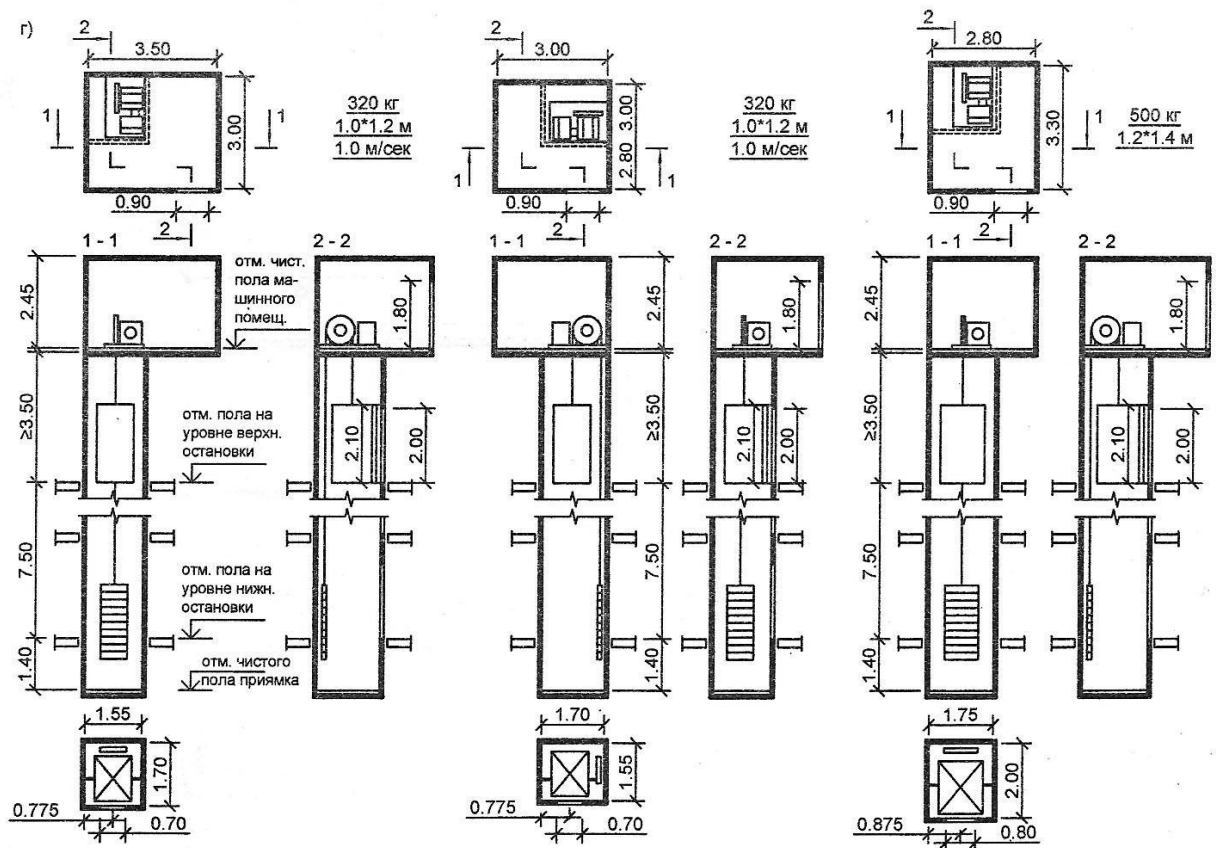 г)
2
3.50
1
1
3.00
0.90
2
320 кг
1.0*1.2 м
1.0 м/сек
2
3.00
3.00
2.80
1
1
0.90
2
320 кг
1.0*1.2 м
1.0 м/сек
2
2.80
1
1
3.30
0.90
2
500 кг
1.2*1.4 м
1 - 1
2 - 2
1 - 1
2 - 2
1 - 1
2 - 2
2.45
отм. чист.
пола ма-
шинного
помещ.
1.80
2.45
1.80
2.45
1.80
≥3.50
отм. пола на
уровне верхн.
остановки
2.10
2.00
≥3.50
2.10
2.00
≥3.50
2.10
2.00
7.50
отм. пола на
уровне нижн.
остановки
7.50
7.50
1.40
отм. чистого
пола приямка
1.40
1.40
1.55
1.70
0.775
0.70
1.70
1.55
0.775
0.70
1.75
2.00
0.875
0.80